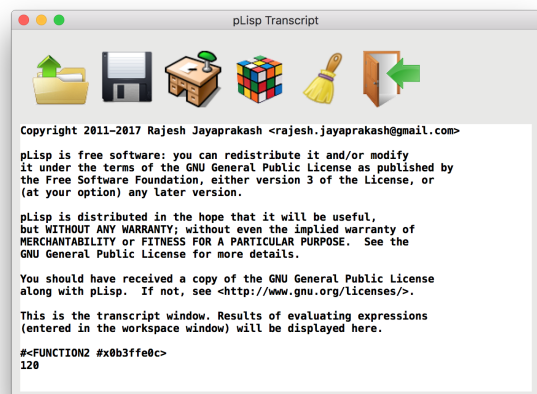 pLisp Transcript
Copyright 2011-2017 Rajesh Jayaprakash <rajesh.jayaprakash@gmail.com>
pLisp is free software: you can redistribute it and/or modify
it under the terms of the GNU General Public License as published by
the Free Software Foundation, either version 3 of the License, or
(at your option) any later version.
pLisp is distributed in the hope that it will be useful,
but WITHOUT ANY WARRANTY; without even the implied warranty of
MERCHANTABILITY or FITNESS FOR A PARTICULAR PURPOSE.  See the
GNU General Public License for more details.
You should have received a copy of the GNU General Public License
along with pLisp.  If not, see <http://www.gnu.org/licenses/>.
This is the transcript window. Results of evaluating expressions
(entered in the workspace window) will be displayed here.
#<FUNCTION2 #x0b3ffe0c>
120